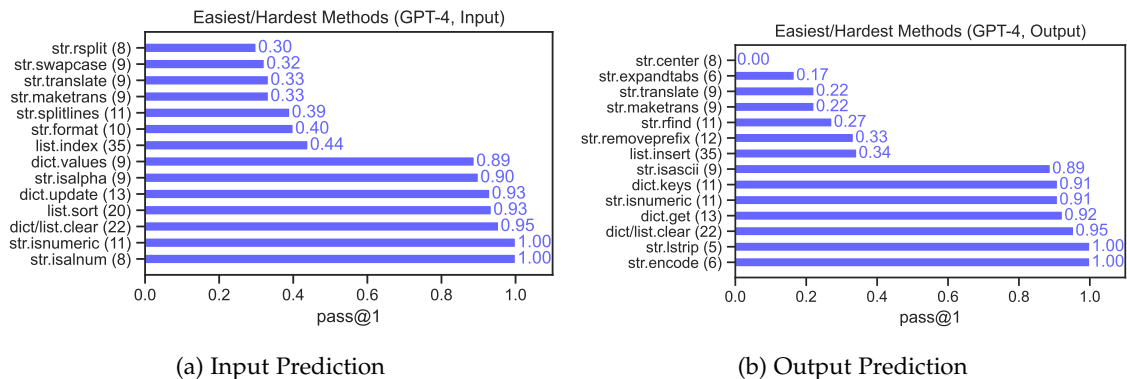 Easiest/Hardest Methods (GPT-4, Input)
str.rsplit (8) 0.30
str.swapcase (9) 0.32
str.translate (9) 0.33
str.maketrans (9) 0.33
str.splitlines (11) 0.39
str.format (10) 0.40
list.index (35) 0.44
dict.values (9) 0.89
str.isalpha (9) 0.90
dict.update (13) 0.93
list.sort (20) 0.93
dict/list.clear (22) 0.95
str.isnumeric (11) 1.00
str.isalnum (8) 1.00
0.0 0.2 0.4 0.6 0.8 1.0
pass@1
(a) Input Prediction
Easiest/Hardest Methods (GPT-4, Output)
str.center (8) 0.00
str.expandtabs (6) 0.17
str.translate (9) 0.22
str.maketrans (9) 0.22
str.rfind (11) 0.27
str.removeprefix (12) 0.33
list.insert (35) 0.34
str.isascii (9) 0.89
dict.keys (11) 0.91
str.isnumeric (11) 0.91
dict.get (13) 0.92
dict/list.clear (22) 0.95
str.lstrip (5) 1.00
str.encode (6) 1.00
0.0 0.2 0.4 0.6 0.8 1.0
pass@1
(b) Output Prediction